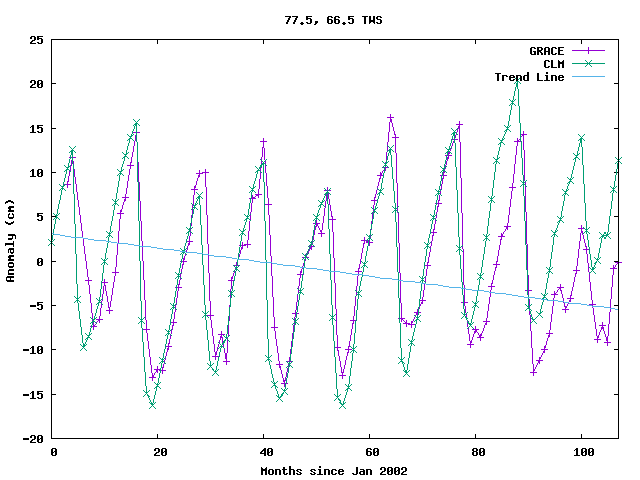 77.5, 66.5 TWS
GRACE
CLM
Trend Line
Anomaly (cm)
25
20
15
10
5
0
-5
-10
-15
-20
0 20 40 60 80 100
Months since Jan 2002